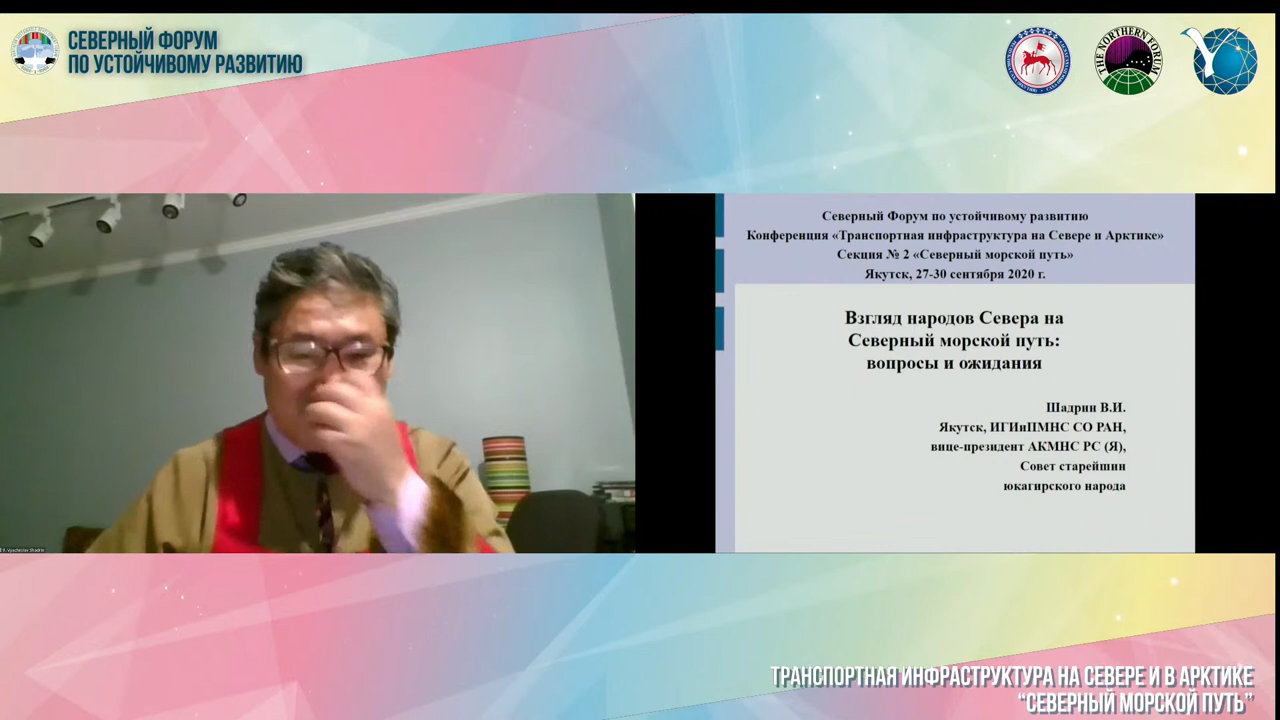 СЕВЕРНЫЙ ФОРУМ
ПО УСТОЙЧИВОМУ РАЗВИТИЮ
THE NORTHERN FORUM
Северный Форум по устойчивому развитию
Конференция «Транспортная инфраструктура на Севере и Арктике»
Секция № 2 «Северный морской путь»
Якутск, 27-30 сентября 2020 г.
Взгляд народов Севера на
Северный морской путь:
вопросы и ожидания
Шадрин В.И.
Якутск, ИГИиПМНС СО РАН,
вице-президент АКМНС РС (Я),
Совет старейшин
юкагирского народа
Vyacheslav Shadrin
ТРАНСПОРТНАЯ ИНФРАСТРУКТУРА НА СЕВЕРЕ И В АРКТИКЕ
“СЕВЕРНЫЙ МОРСКОЙ ПУТЬ”